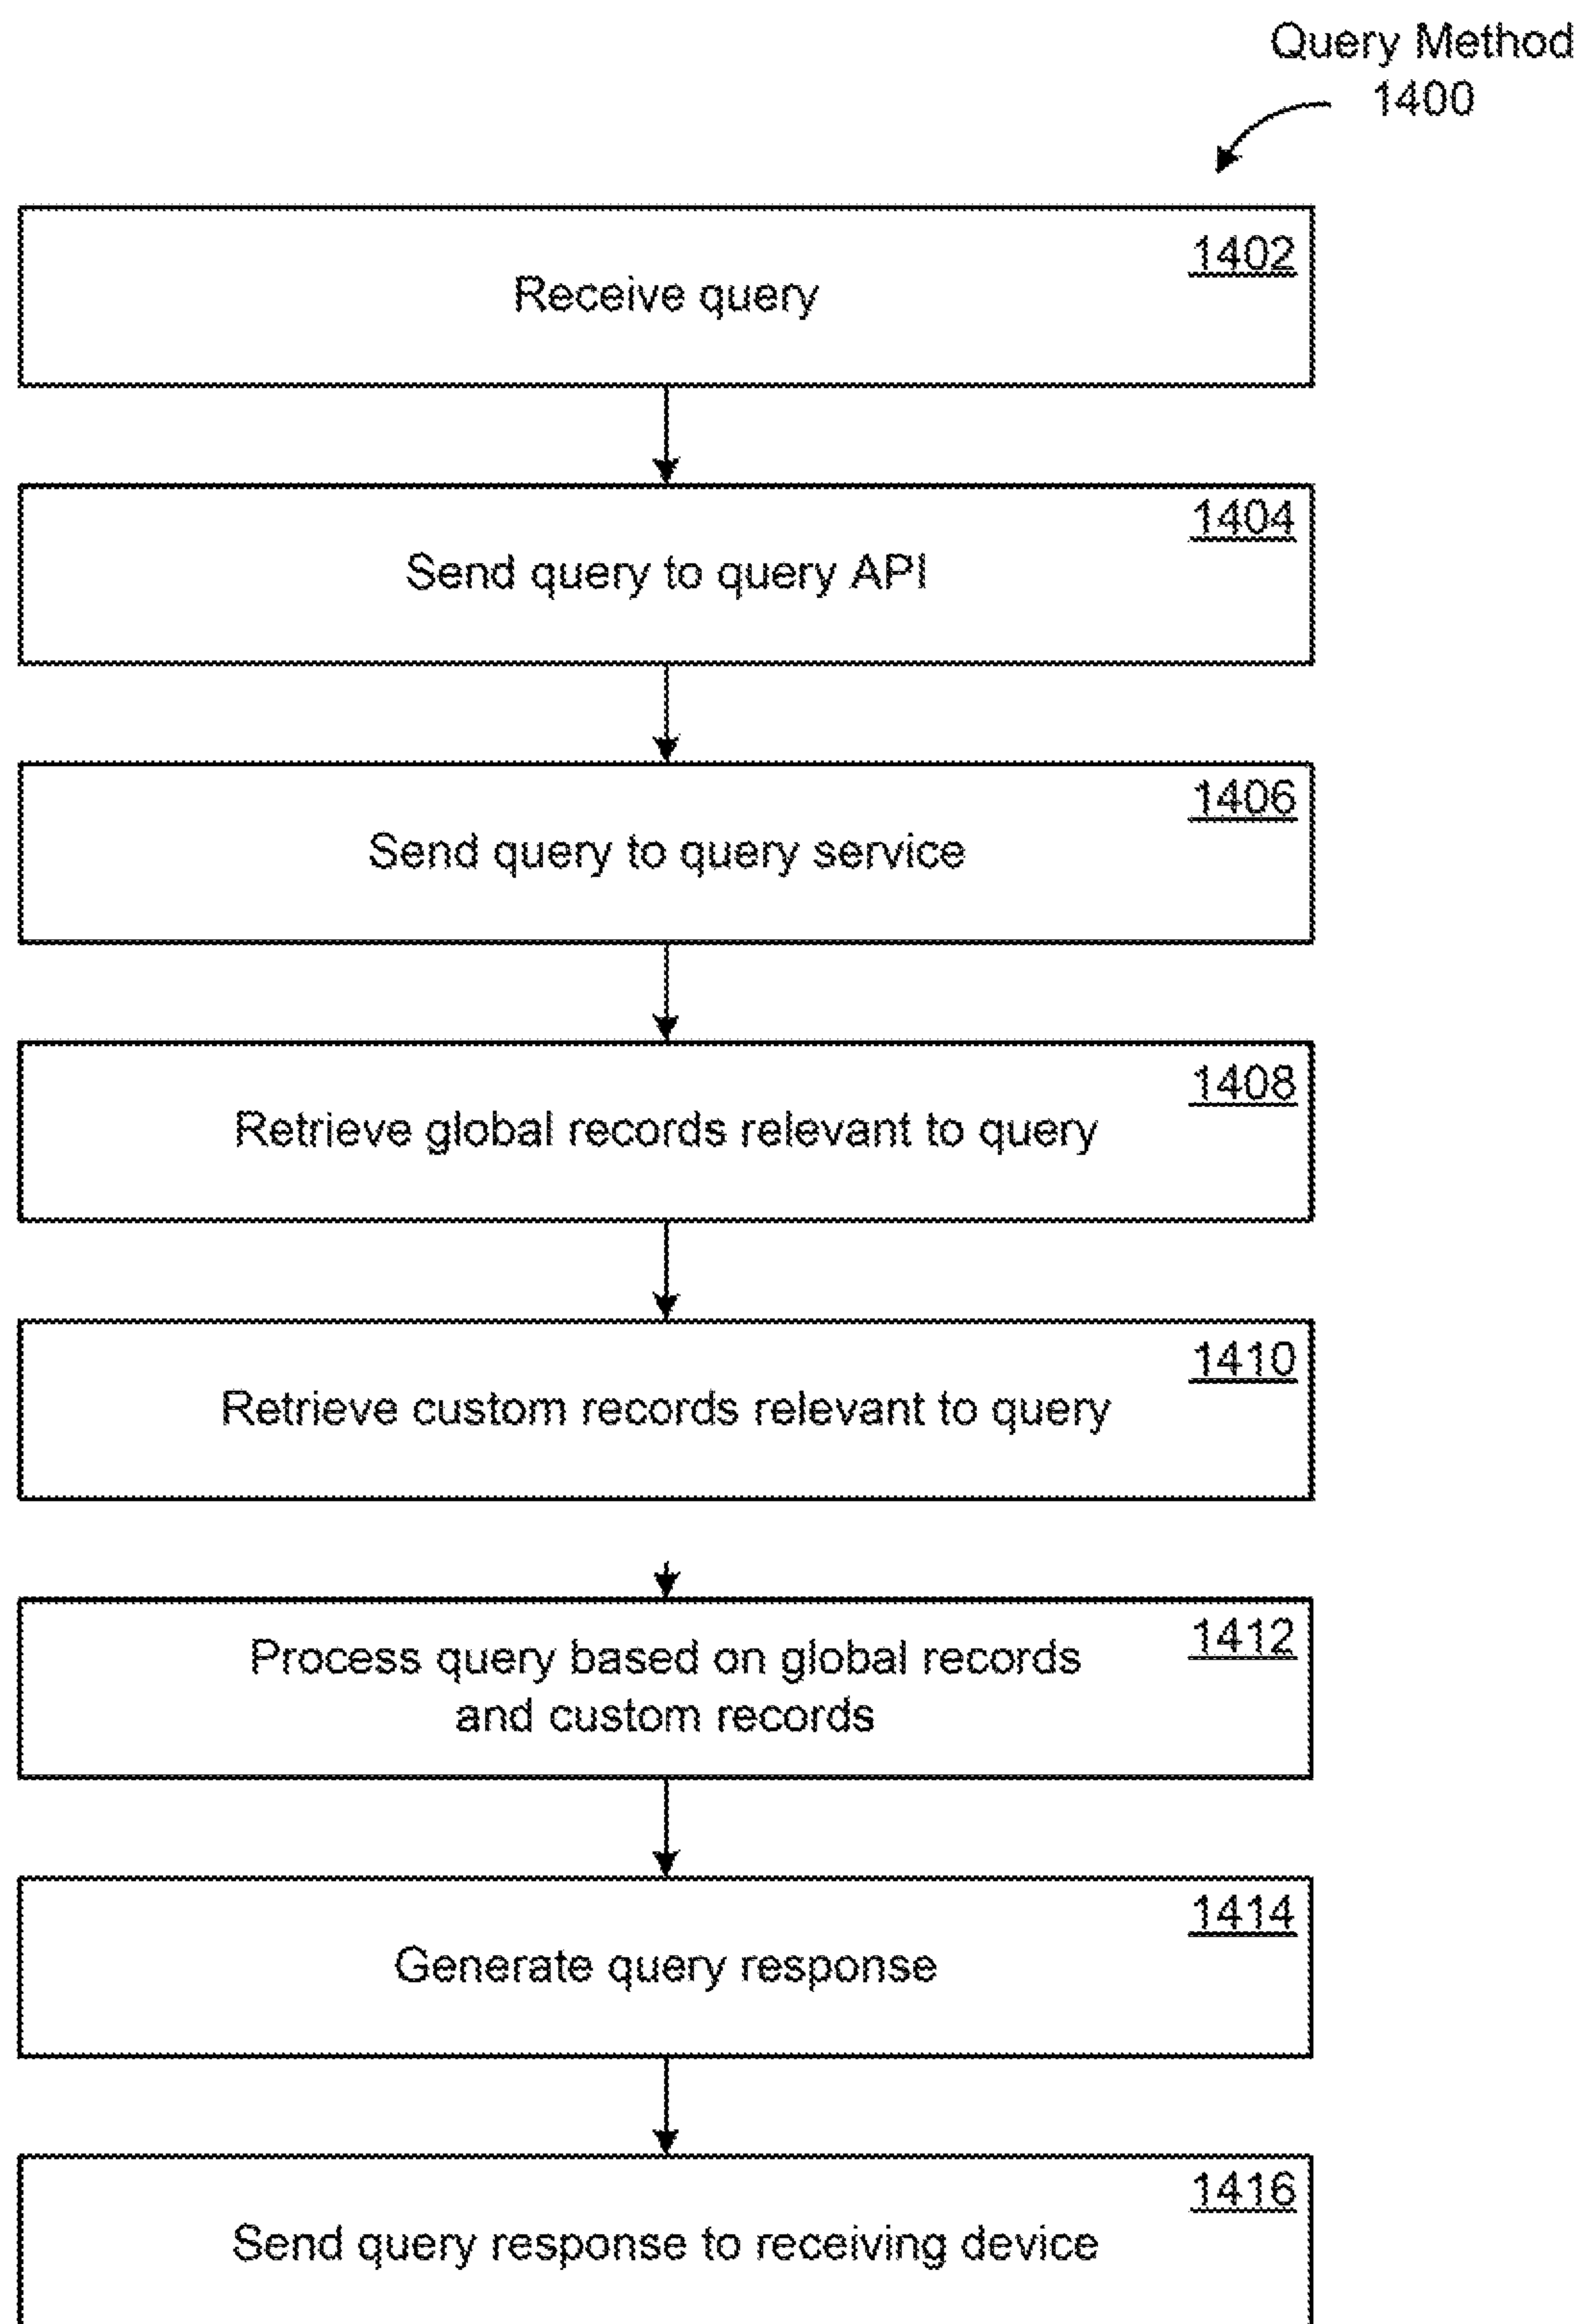 Query Method
1400
1402
Receive query
1404
Send query to query API
1406
Send query to query service
1408
Retrieve global records relevant to query
1410
Retrieve custom records relevant to query
1412
Process query based on global records
and custom records
1414
Generate query response
1416
Send query response to receiving device